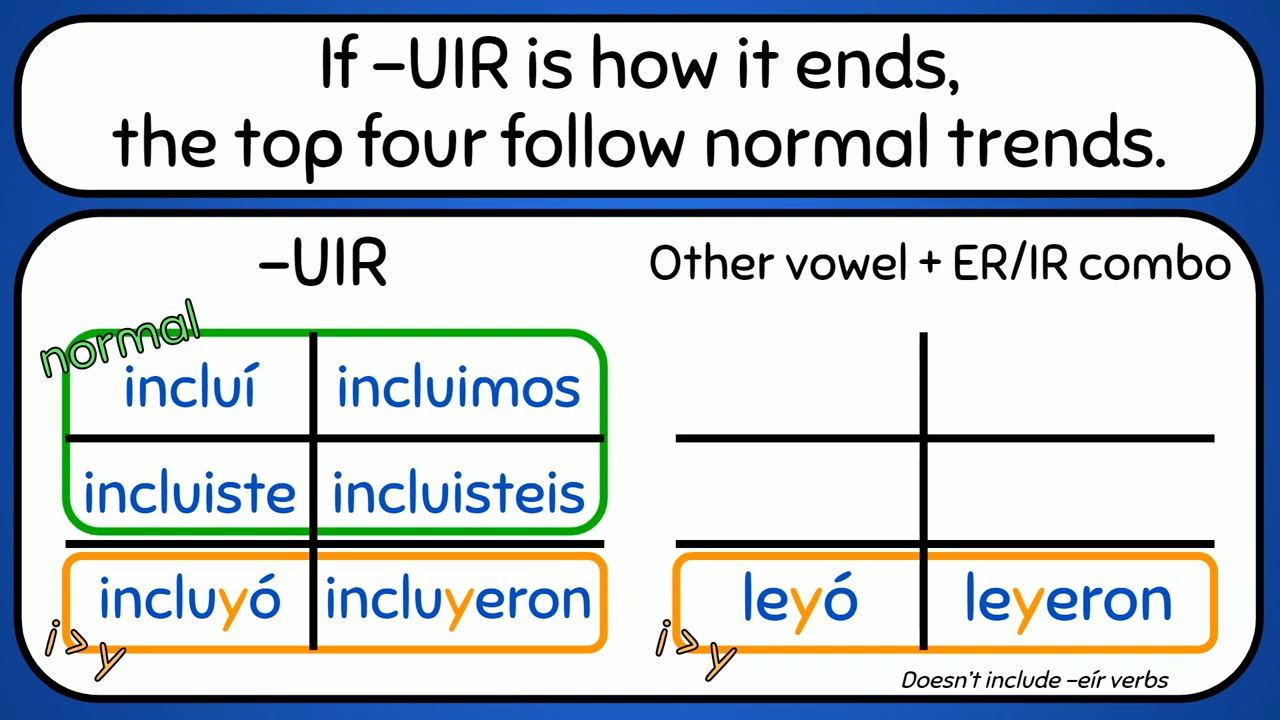 If –UIR is how it ends,
the top four follow normal trends.
–UIR
Other vowel + ER/IR combo
normal
incluí incluimos
incluiste incluisteis
incluyó incluyeron
i>y
leyó leyeron
i>y
Doesn't include –eír verbs